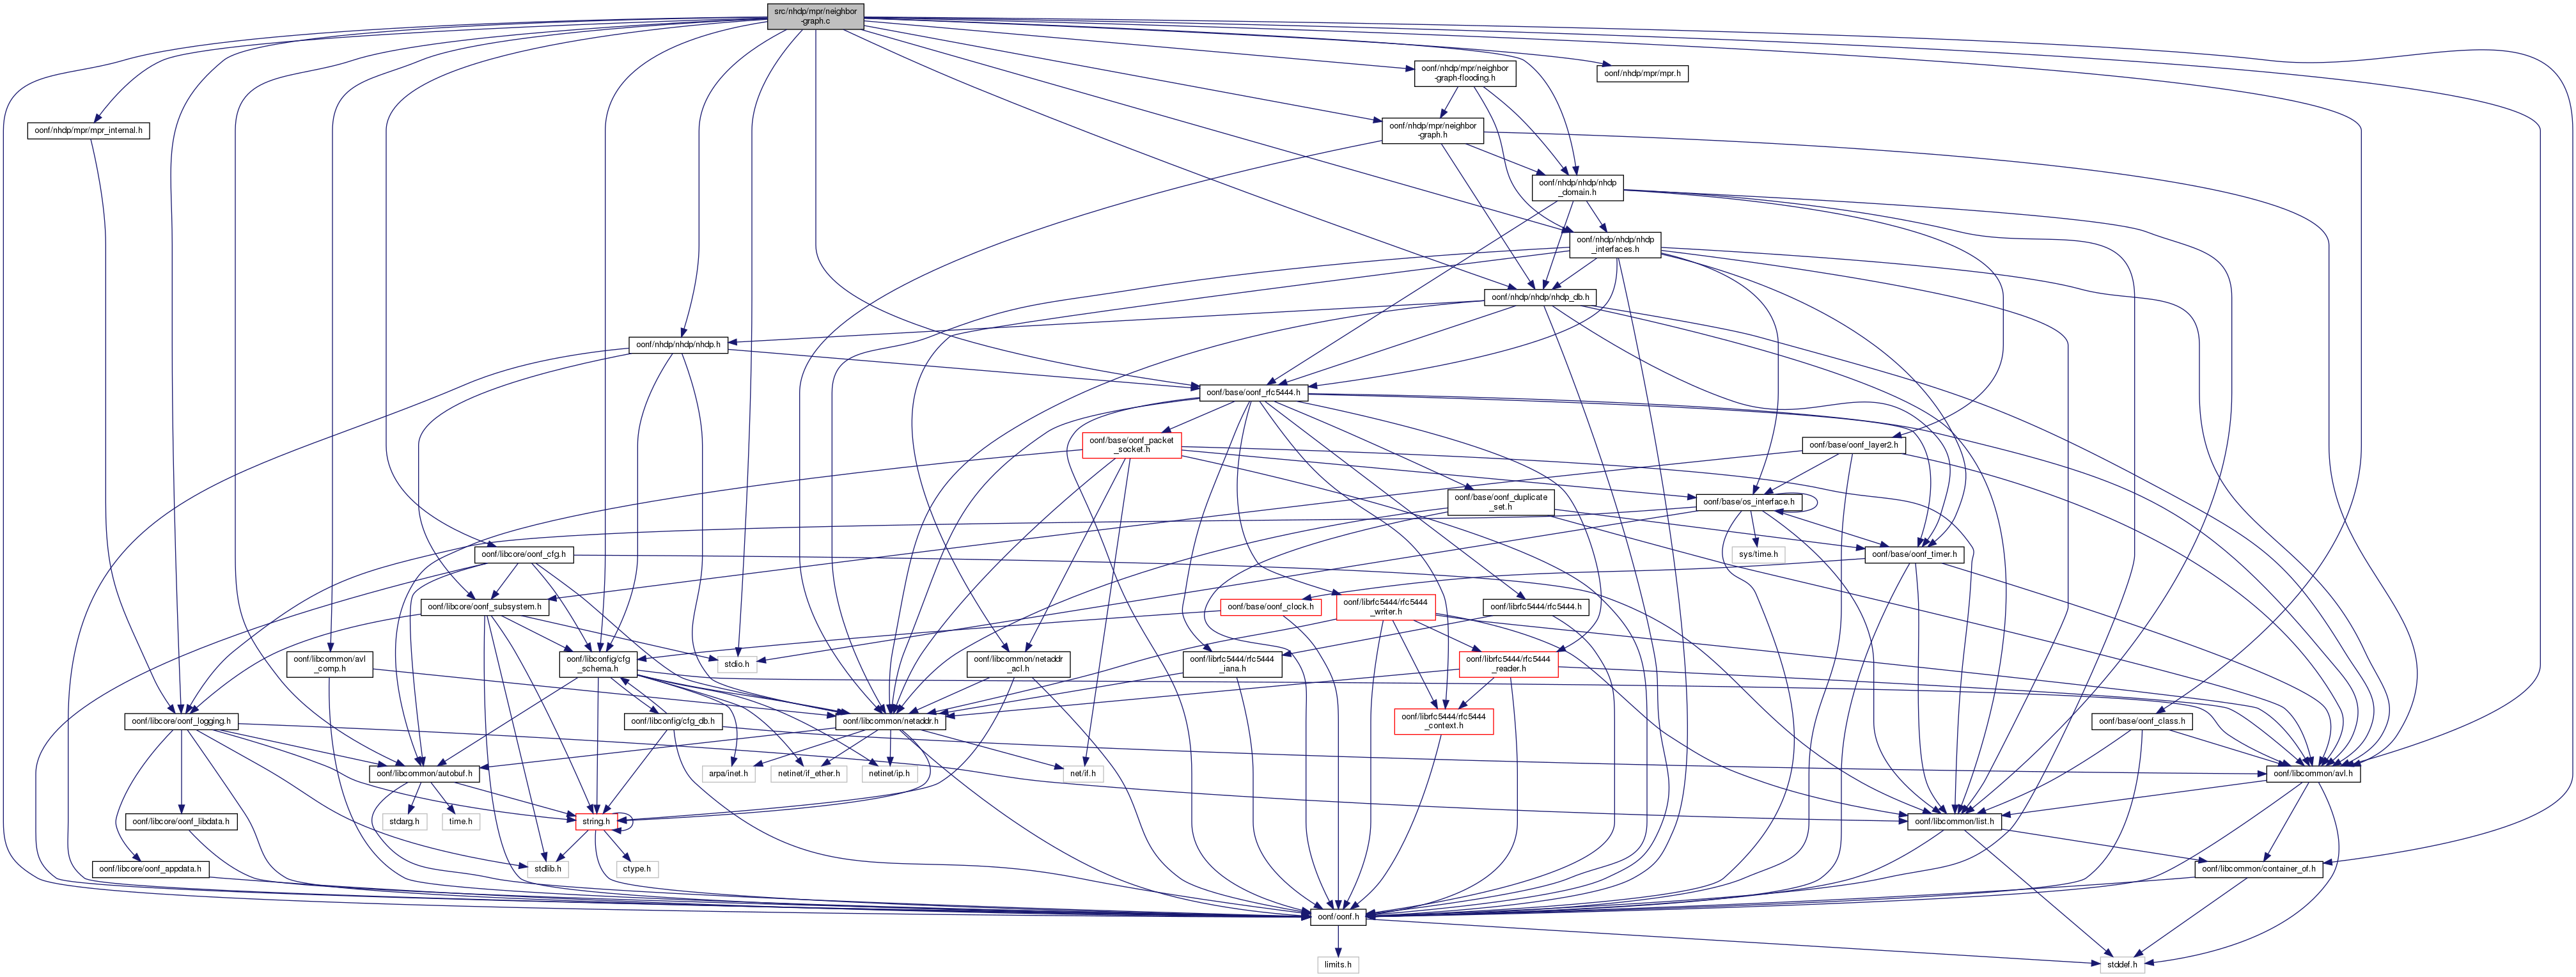 src/nhdp/mpr/neighbor
-graph.c
oonf/nhdp/mpr/neighbor
-graph-flooding.h
oonf/nhdp/mpr/mpr.h
oonf/nhdp/mpr/mpr_internal.h
oonf/nhdp/mpr/neighbor
-graph.h
oonf/nhdp/nhdp/nhdp
_domain.h
oonf/nhdp/nhdp/nhdp
_interfaces.h
oonf/nhdp/nhdp/nhdp_db.h
oonf/nhdp/nhdp/nhdp.h
oonf/base/oonf_rfc5444.h
oonf/base/oonf_packet
_socket.h
oonf/base/oonf_layer2.h
oonf/base/oonf_duplicate
_set.h
oonf/base/os_interface.h
oonf/libcore/oonf_cfg.h
sys/time.h
oonf/base/oonf_timer.h
oonf/libcore/oonf_subsystem.h
oonf/base/oonf_clock.h
oonf/librfc5444/rfc5444
_writer.h
oonf/librfc5444/rfc5444.h
oonf/libcommon/avl
_comp.h
oonf/libconfig/cfg
_schema.h
stdio.h
oonf/libcommon/netaddr
_acl.h
oonf/librfc5444/rfc5444
_iana.h
oonf/librfc5444/rfc5444
_reader.h
oonf/libcore/oonf_logging.h
oonf/libconfig/cfg_db.h
oonf/libcommon/netaddr.h
oonf/librfc5444/rfc5444
_context.h
oonf/base/oonf_class.h
oonf/libcommon/autobuf.h
arpa/inet.h
netinet/if_ether.h
netinet/ip.h
net/if.h
oonf/libcommon/avl.h
oonf/libcore/oonf_libdata.h
stdarg.h
time.h
string.h
oonf/libcommon/list.h
oonf/libcore/oonf_appdata.h
stdlib.h
ctype.h
oonf/libcommon/container_of.h
oonf/oonf.h
limits.h
stddef.h